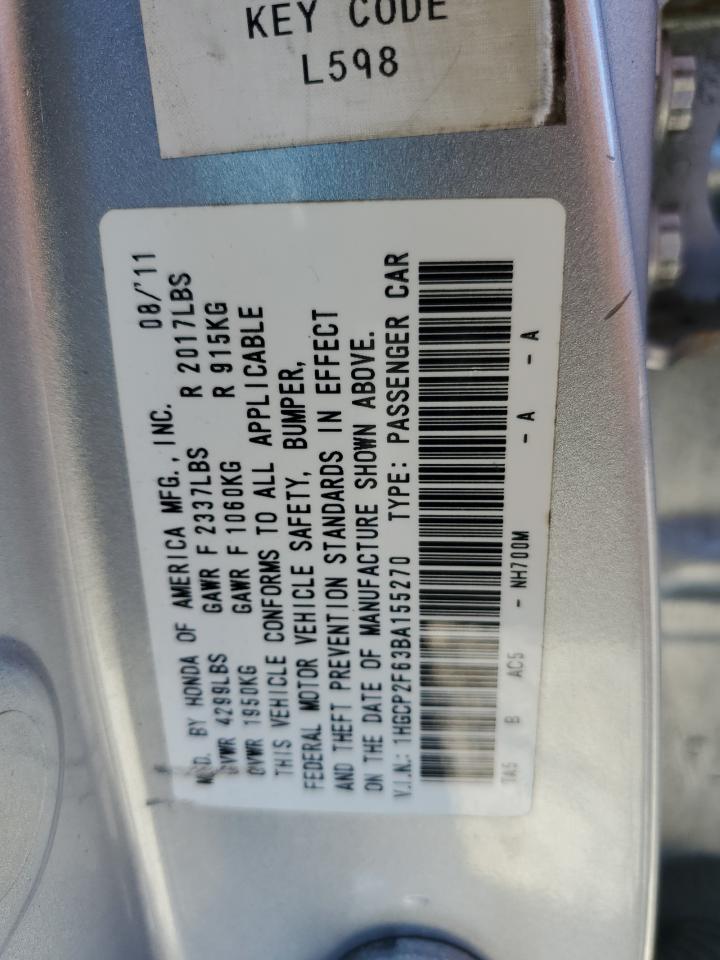 KEY CODE
L598
08/'11
MFD. BY HONDA OF AMERICA MFG., INC.
GVWR 4299LBS GAWR F 2337LBS R 2017LBS
GVWR 1950KG GAWR F 1060KG R 915KG
THIS VEHICLE CONFORMS TO ALL APPLICABLE
FEDERAL MOTOR VEHICLE SAFETY, BUMPER,
AND THEFT PREVENTION STANDARDS IN EFFECT
ON THE DATE OF MANUFACTURE SHOWN ABOVE.
V.I.N.: 1HGCP2F63BA155270 TYPE: PASSENGER CAR
TA5 B AC5 - NH700M - A - A